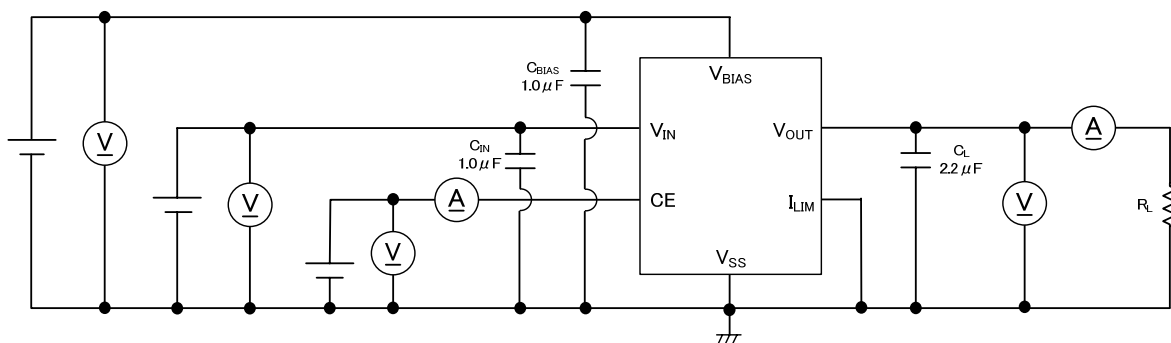 C_BIAS
1.0μF
V_BIAS
V
V_IN
V_OUT
A
C_IN
1.0μF
C_L
2.2μF
V
A
CE
I_LIM
V
R_L
V
V_SS